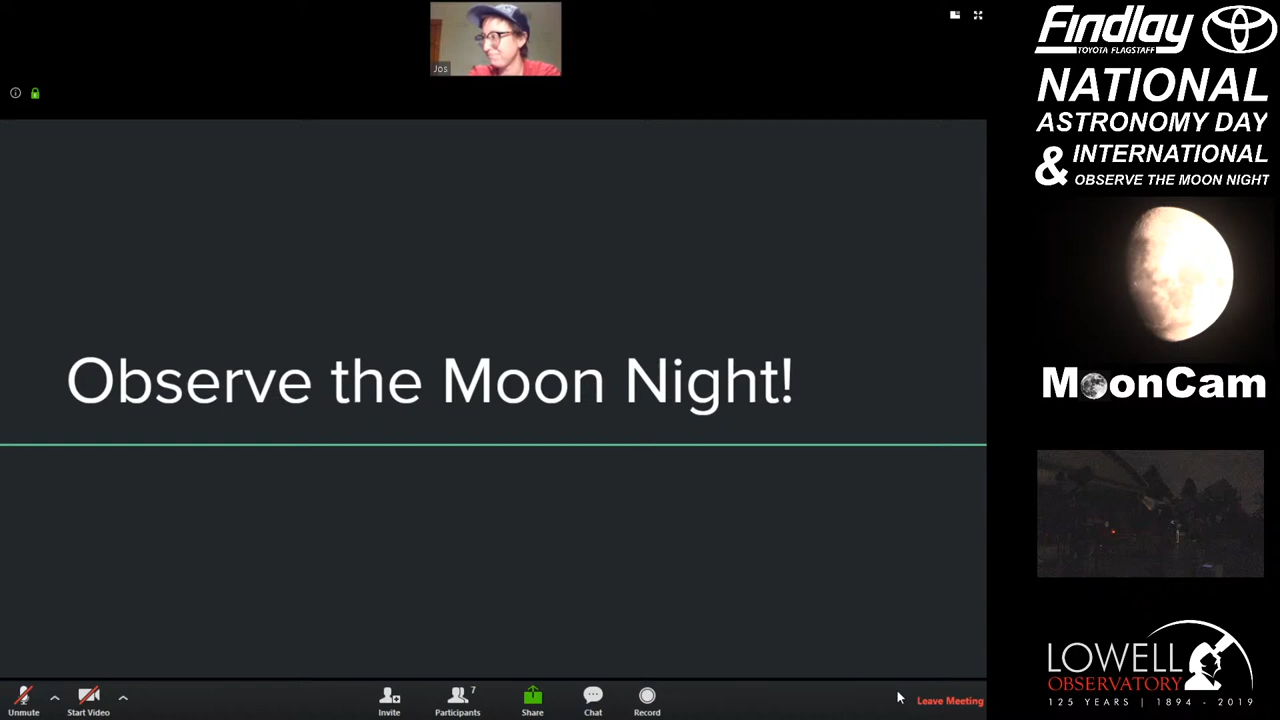 Jos
Observe the Moon Night!
Unmute
Start Video
Invite
7
Participants
Share
Chat
Record
Leave Meeting
Findlay
TOYOTA FLAGSTAFF
NATIONAL
ASTRONOMY DAY
& INTERNATIONAL
OBSERVE THE MOON NIGHT
MoonCam
LOWELL
OBSERVATORY
125 YEARS | 1894 - 2019